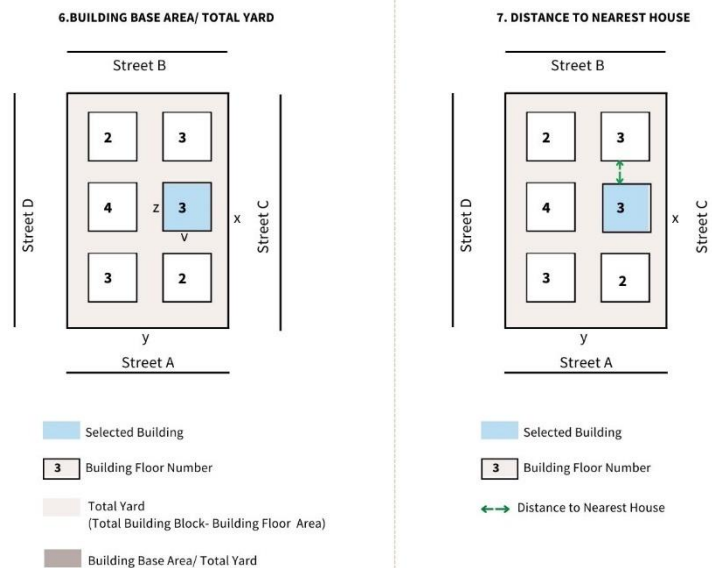 6.BUILDING BASE AREA/ TOTAL YARD
Street B
2
3
Street D
4
z
3
v
x
Street C
3
2
y
Street A
Selected Building
3 Building Floor Number
Total Yard
(Total Building Block- Building Floor Area)
Building Base Area/ Total Yard
7. DISTANCE TO NEAREST HOUSE
Street B
2
3
Street D
4
3
x
Street C
3
2
y
Street A
Selected Building
3 Building Floor Number
Distance to Nearest House